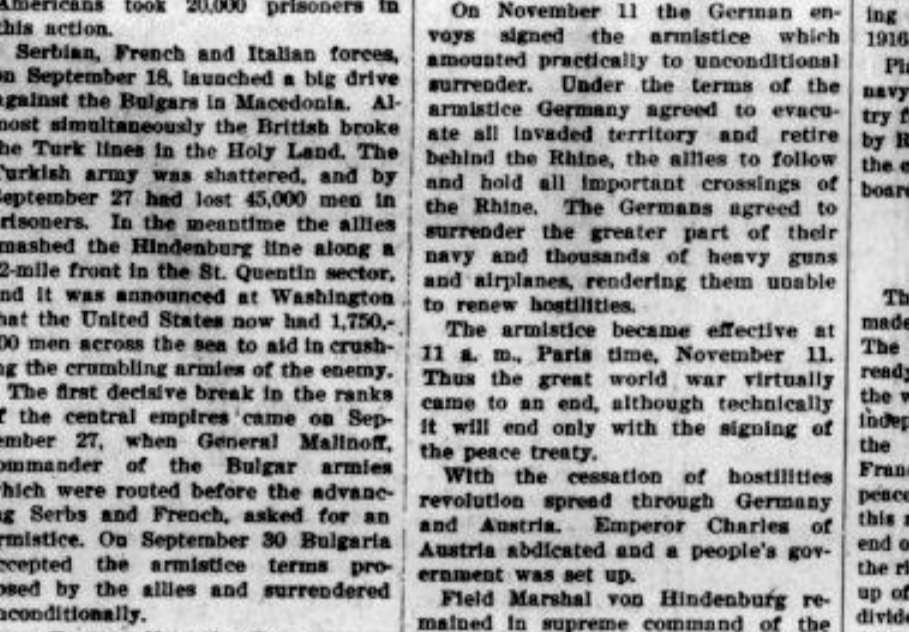 Americans took 20,000 prisoners in
this action.
Serbian, French and Italian forces,
on September 18, launched a big drive
against the Bulgars in Macedonia. Al-
most simultaneously the British broke
the Turk lines in the Holy Land. The
Turkish army was shattered, and by
September 27 had lost 45,000 men in
prisoners. In the meantime the allies
smashed the Hindenburg line along a
2-mile front in the St. Quentin sector,
and it was announced at Washington
that the United States now had 1,750,-
00 men across the sea to aid in crush-
ng the crumbling armies of the enemy.
The first decisive break in the ranks
f the central empires came on Sep-
ember 27, when General Malinoff,
ommander of the Bulgar armies
which were routed before the advanc-
ng Serbs and French, asked for an
rmistice. On September 30 Bulgaria
ccepted the armistice terms pro-
osed by the allies and surrendered
nconditionally.
On November 11 the German en-
voys signed the armistice which
amounted practically to unconditional
surrender. Under the terms of the
armistice Germany agreed to evacu-
ate all invaded territory and retire
behind the Rhine, the allies to follow
and hold all important crossings of
the Rhine. The Germans agreed to
surrender the greater part of their
navy and thousands of heavy guns
and airplanes, rendering them unable
to renew hostilities.
The armistice became effective at
11 a. m., Paris time, November 11.
Thus the great world war virtually
came to an end, although technically
it will end only with the signing of
the peace treaty.
With the cessation of hostilities
revolution spread through Germany
and Austria. Emperor Charles of
Austria abdicated and a people's gov-
ernment was set up.
Field Marshal von Hindenburg re-
mained in supreme command of the
ing
1916
Pl
navy
try f
by R
the e
board
Th
made
The
ready
the w
indep
the
Franc
peace
this
end o
the ri
up of
divide